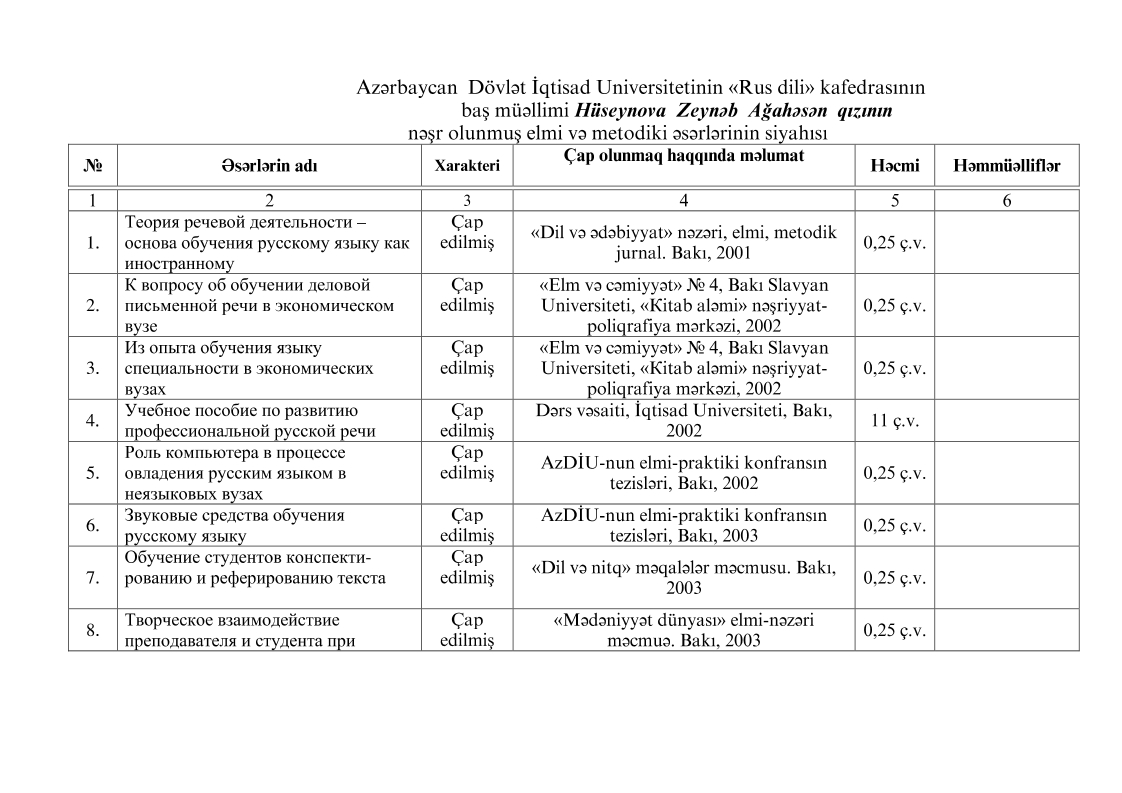 Azərbaycan Dövlət İqtisad Universitetinin «Rus dili» kafedrasının
baş müəllimi Hüseynova Zeynəb Ağahəsən qızının
nəşr olunmuş elmi və metodiki əsərlərinin siyahısı
№ Əsərlərin adı Xarakteri Çap olunmaq haqqında məlumat Həcmi Həmmüəlliflər
1 2 3 4 5 6
1. Теория речевой деятельности –
основа обучения русскому языку как
иностранному
Çap
edilmiş
«Dil və ədəbiyyat» nəzəri, elmi, metodik
jurnal. Bakı, 2001
0,25 ç.v.
2. К вопросу об обучении деловой
письменной речи в экономическом
вузе
Çap
edilmiş
«Elm və cəmiyyət» № 4, Bakı Slavyan
Universiteti, «Kitab aləmi» nəşriyyat-
poliqrafiya mərkəzi, 2002
0,25 ç.v.
3. Из опыта обучения языку
специальности в экономических
вузах
Çap
edilmiş
«Elm və cəmiyyət» № 4, Bakı Slavyan
Universiteti, «Kitab aləmi» nəşriyyat-
poliqrafiya mərkəzi, 2002
0,25 ç.v.
4. Учебное пособие по развитию
профессиональной русской речи
Çap
edilmiş
Dərs vəsaiti, İqtisad Universiteti, Bakı,
2002
11 ç.v.
5. Роль компьютера в процессе
овладения русским языком в
неязыковых вузах
Çap
edilmiş
AzDİU-nun elmi-praktiki konfransın
tezisləri, Bakı, 2002
0,25 ç.v.
6. Звуковые средства обучения
русскому языку
Çap
edilmiş
AzDİU-nun elmi-praktiki konfransın
tezisləri, Bakı, 2003
0,25 ç.v.
7. Обучение студентов конспекти-
рованию и реферированию текста
Çap
edilmiş
«Dil və nitq» məqalələr məcmusu. Bakı,
2003
0,25 ç.v.
8. Творческое взаимодействие
преподавателя и студента при
Çap
edilmiş
«Mədəniyyət dünyası» elmi-nəzəri
məcmuə. Bakı, 2003
0,25 ç.v.